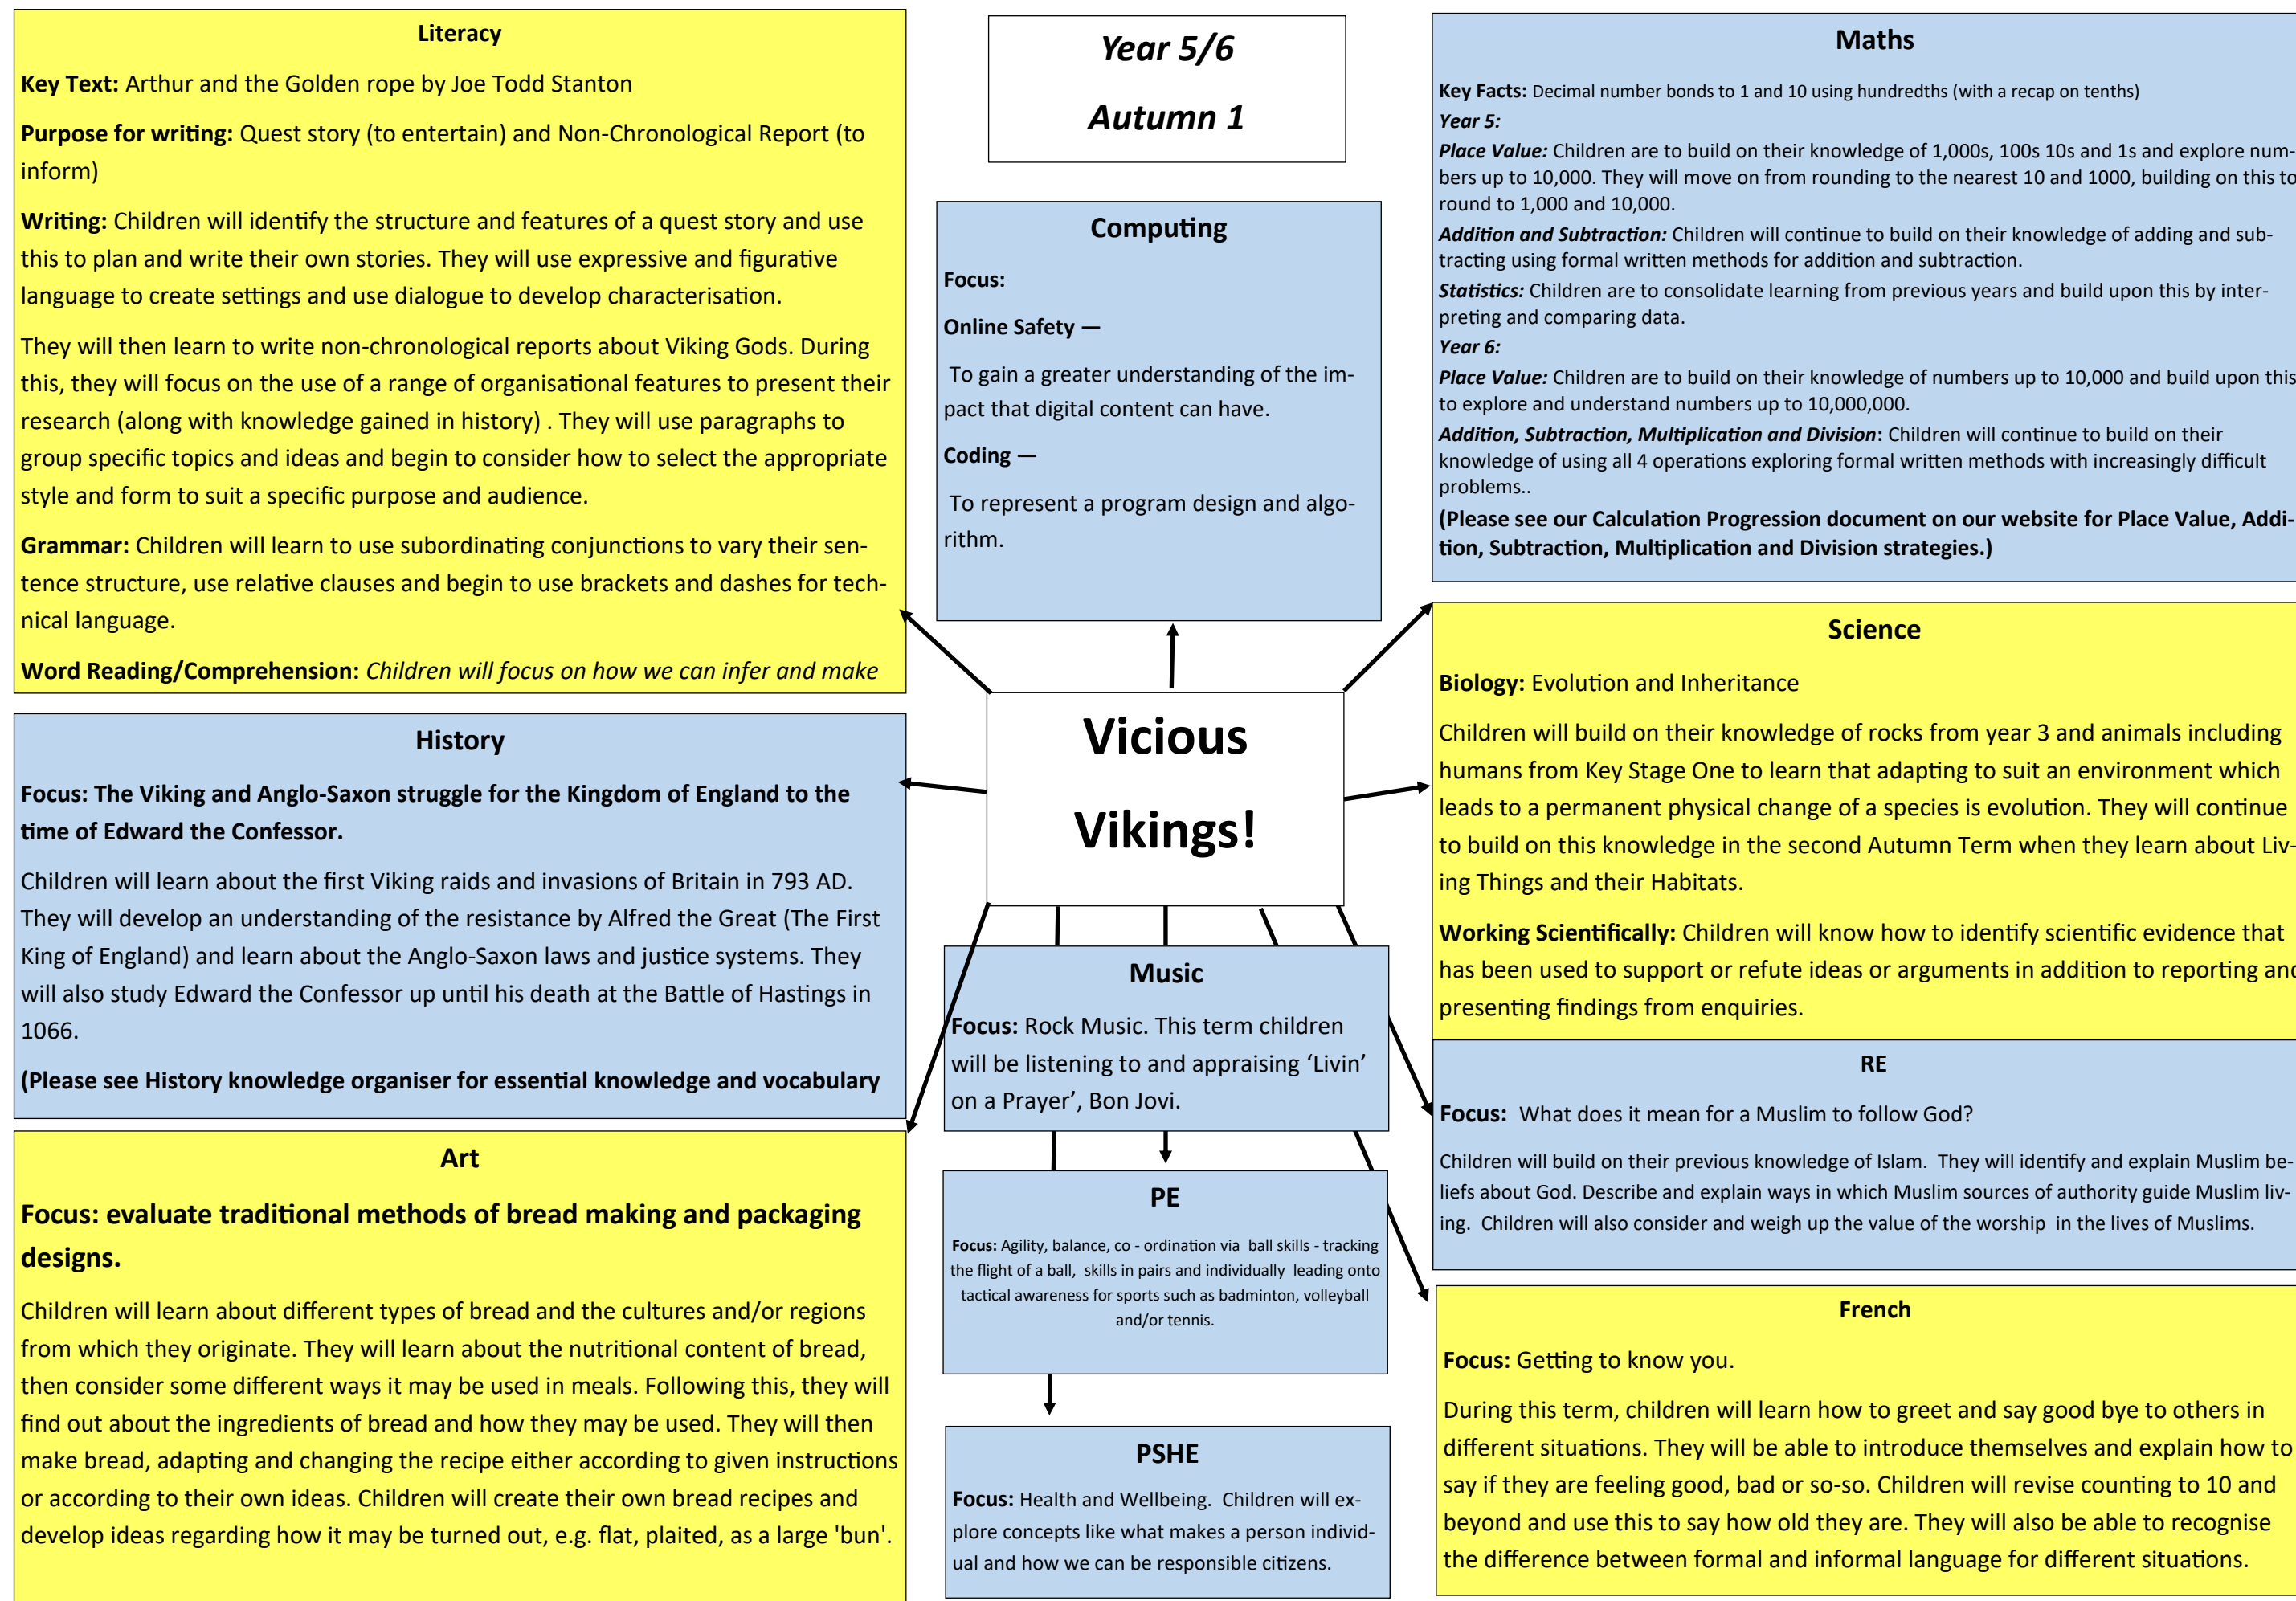 Literacy
Key Text: Arthur and the Golden rope by Joe Todd Stanton
Purpose for writing: Quest story (to entertain) and Non-Chronological Report (to
inform)
Writing: Children will identify the structure and features of a quest story and use
this to plan and write their own stories. They will use expressive and figurative
language to create settings and use dialogue to develop characterisation.
They will then learn to write non-chronological reports about Viking Gods. During
this, they will focus on the use of a range of organisational features to present their
research (along with knowledge gained in history) . They will use paragraphs to
group specific topics and ideas and begin to consider how to select the appropriate
style and form to suit a specific purpose and audience.
Grammar: Children will learn to use subordinating conjunctions to vary their sen-
tence structure, use relative clauses and begin to use brackets and dashes for tech-
nical language.
Word Reading/Comprehension: Children will focus on how we can infer and make
Year 5/6
Autumn 1
Computing
Focus:
Online Safety —
To gain a greater understanding of the im-
pact that digital content can have.
Coding —
To represent a program design and algo-
rithm.
Maths
Key Facts: Decimal number bonds to 1 and 10 using hundredths (with a recap on tenths)
Year 5:
Place Value: Children are to build on their knowledge of 1,000s, 100s 10s and 1s and explore num-
bers up to 10,000. They will move on from rounding to the nearest 10 and 1000, building on this to
round to 1,000 and 10,000.
Addition and Subtraction: Children will continue to build on their knowledge of adding and sub-
tracting using formal written methods for addition and subtraction.
Statistics: Children are to consolidate learning from previous years and build upon this by inter-
preting and comparing data.
Year 6:
Place Value: Children are to build on their knowledge of numbers up to 10,000 and build upon this
to explore and understand numbers up to 10,000,000.
Addition, Subtraction, Multiplication and Division: Children will continue to build on their
knowledge of using all 4 operations exploring formal written methods with increasingly difficult
problems..
(Please see our Calculation Progression document on our website for Place Value, Addi-
tion, Subtraction, Multiplication and Division strategies.)
History
Focus: The Viking and Anglo-Saxon struggle for the Kingdom of England to the
time of Edward the Confessor.
Children will learn about the first Viking raids and invasions of Britain in 793 AD.
They will develop an understanding of the resistance by Alfred the Great (The First
King of England) and learn about the Anglo-Saxon laws and justice systems. They
will also study Edward the Confessor up until his death at the Battle of Hastings in
1066.
(Please see History knowledge organiser for essential knowledge and vocabulary
Vicious
Vikings!
Science
Biology: Evolution and Inheritance
Children will build on their knowledge of rocks from year 3 and animals including
humans from Key Stage One to learn that adapting to suit an environment which
leads to a permanent physical change of a species is evolution. They will continue
to build on this knowledge in the second Autumn Term when they learn about Liv-
ing Things and their Habitats.
Working Scientifically: Children will know how to identify scientific evidence that
has been used to support or refute ideas or arguments in addition to reporting and
presenting findings from enquiries.
Music
Focus: Rock Music. This term children
will be listening to and appraising ‘Livin’
on a Prayer’, Bon Jovi.
RE
Focus: What does it mean for a Muslim to follow God?
Children will build on their previous knowledge of Islam. They will identify and explain Muslim be-
liefs about God. Describe and explain ways in which Muslim sources of authority guide Muslim liv-
ing. Children will also consider and weigh up the value of the worship in the lives of Muslims.
Art
Focus: evaluate traditional methods of bread making and packaging
designs.
Children will learn about different types of bread and the cultures and/or regions
from which they originate. They will learn about the nutritional content of bread,
then consider some different ways it may be used in meals. Following this, they will
find out about the ingredients of bread and how they may be used. They will then
make bread, adapting and changing the recipe either according to given instructions
or according to their own ideas. Children will create their own bread recipes and
develop ideas regarding how it may be turned out, e.g. flat, plaited, as a large 'bun'.
PE
Focus: Agility, balance, co - ordination via ball skills - tracking
the flight of a ball, skills in pairs and individually leading onto
tactical awareness for sports such as badminton, volleyball
and/or tennis.
PSHE
Focus: Health and Wellbeing. Children will ex-
plore concepts like what makes a person individ-
ual and how we can be responsible citizens.
French
Focus: Getting to know you.
During this term, children will learn how to greet and say good bye to others in
different situations. They will be able to introduce themselves and explain how to
say if they are feeling good, bad or so-so. Children will revise counting to 10 and
beyond and use this to say how old they are. They will also be able to recognise
the difference between formal and informal language for different situations.